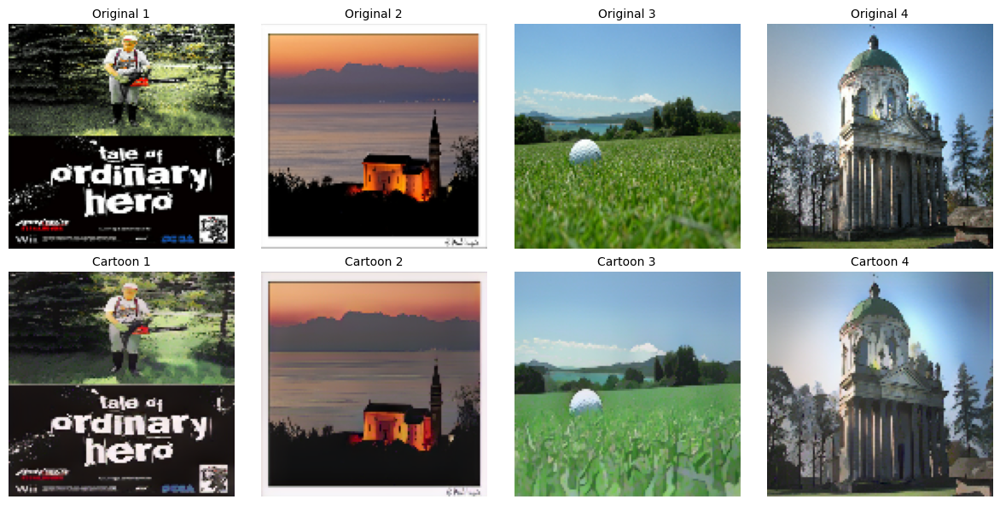 Original 1
Original 2
Original 3
Original 4
tale of
ordinary
hero
Wii
SEGA
Cartoon 1
Cartoon 2
Cartoon 3
Cartoon 4
tale of
ordinary
hero
Wii